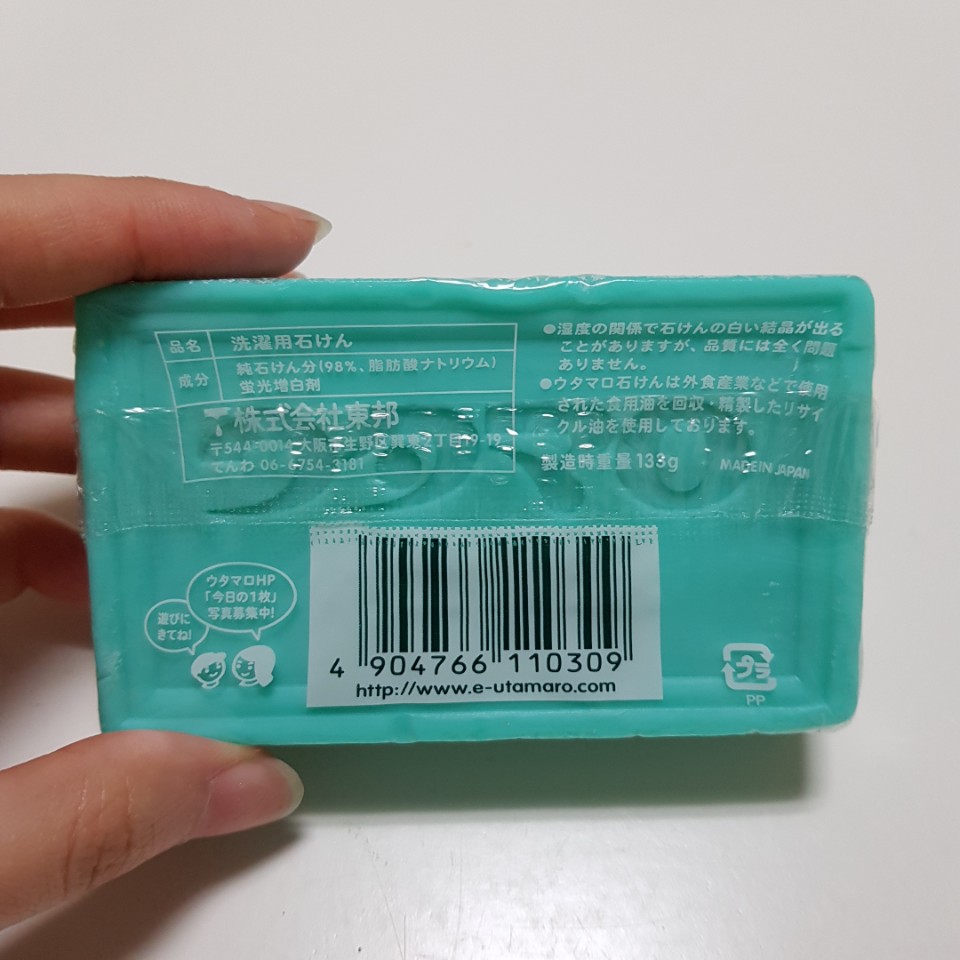 品名 洗濯用石けん
成分 純石けん分(98%、脂肪酸ナトリウム)
蛍光増白剤
株式会社東邦
〒544-0014 大阪市生野区巽東2丁目19-19
でんわ 06-6754-3181
●湿度の関係で石けんの白い結晶が出る
ことがありますが、品質には全く問題
ありません。
●ウタマロ石けんは外食産業などで使用
された食用油を回収・精製したリサイ
クル油を使用しております。
製造時重量 133g MADE IN JAPAN
ウタマロHP
「今日の1枚」
写真募集中!
遊びに
きてね!
4 904766 110309
http://www.e-utamaro.com
プラ
PP